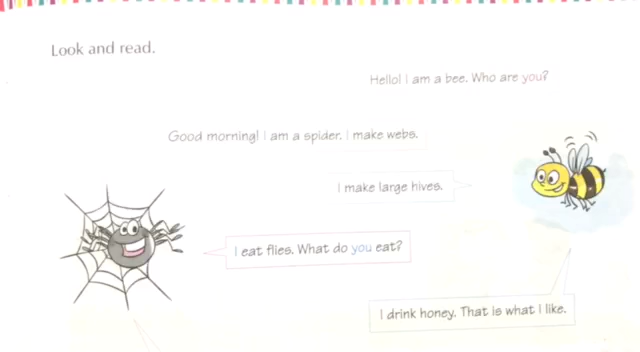 Look and read.
Hello! I am a bee. Who are you?
Good morning! I am a spider. I make webs.
I make large hives.
I eat flies. What do you eat?
I drink honey. That is what I like.